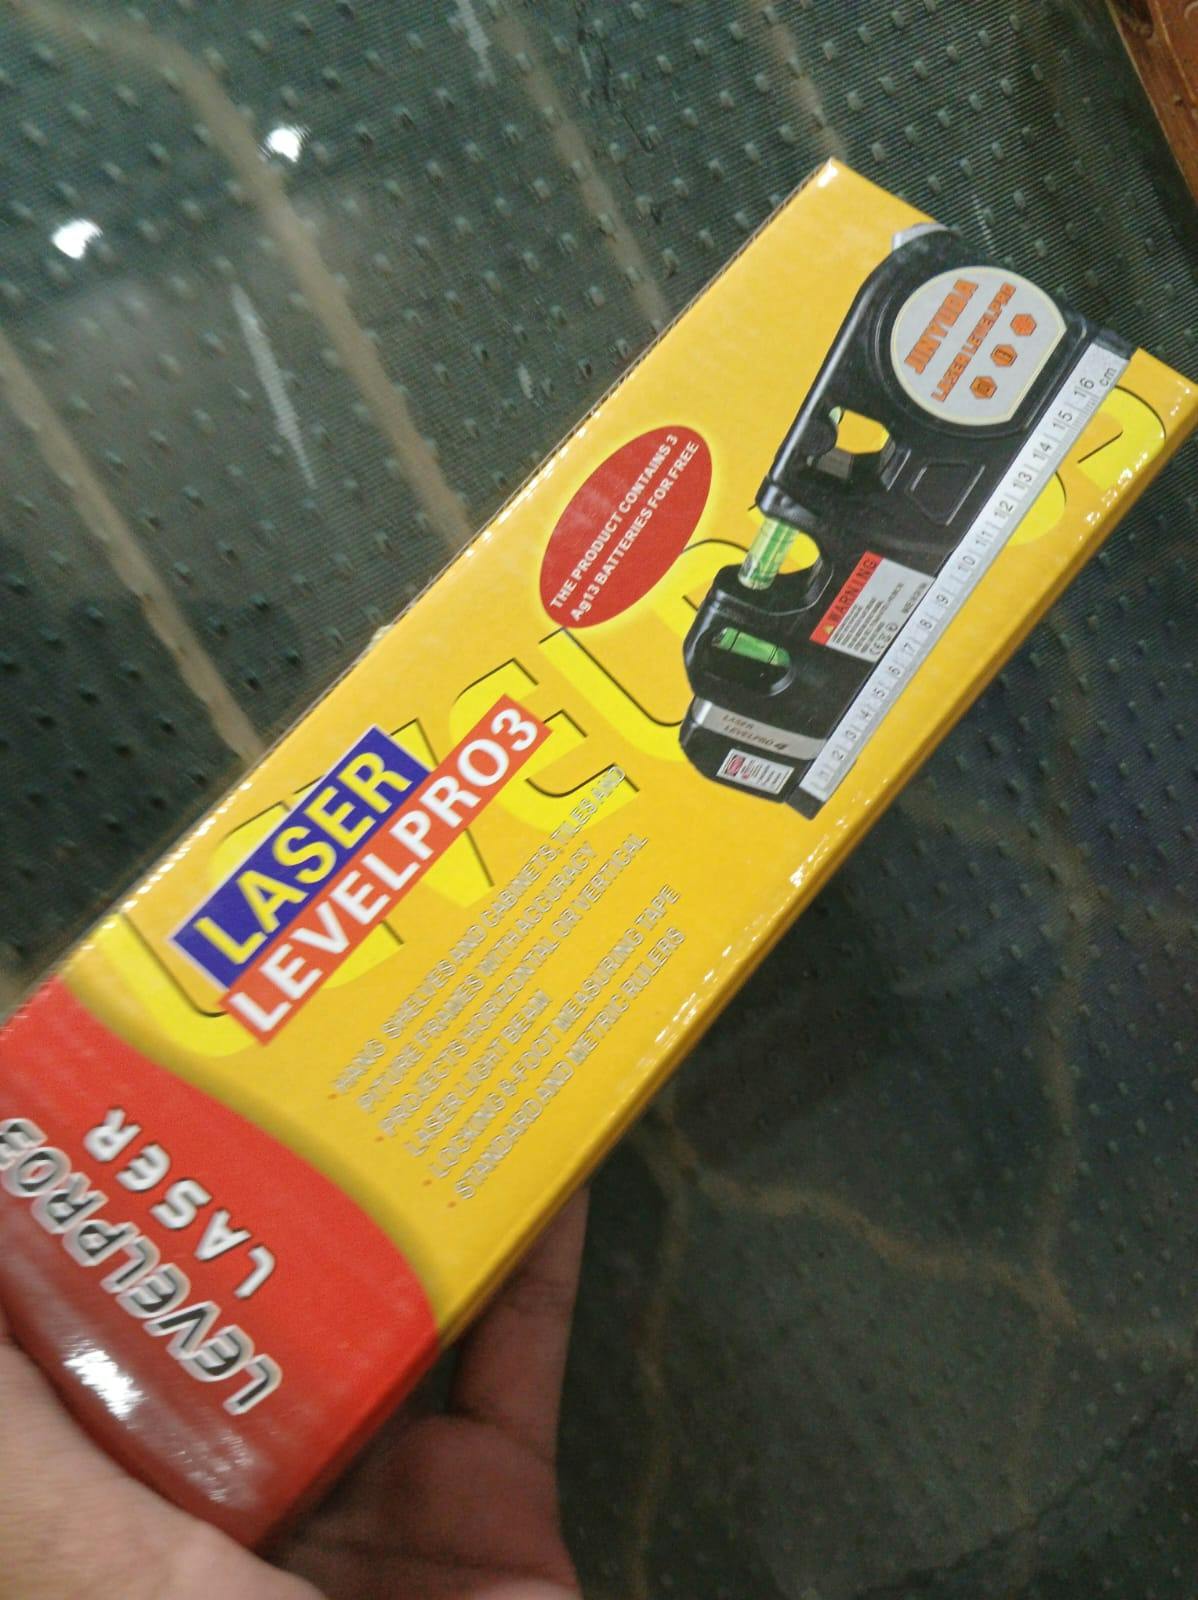 THE PRODUCT CONTAINS 3
Ag13 BATTERIES FOR FREE
JINYUDA
LASER LEVELPRO
16 cm
15
14
13
12
11
10
9
8
7
6
5
4
3
2
1
WARNING
LASER
LEVELPRO 4
LASER
LEVELPRO3
HANG SHELVES AND CABINETS, TILES AND
PITURE FRAMES WITH ACCURACY
PROJECTS HORIZONTAL OR VERTICAL
LASER LIGHT BEAM
LOCKING 8-FOOT MEASURING TAPE
STANDARD AND METRIC RULERS
LASER
LEVELPRO3